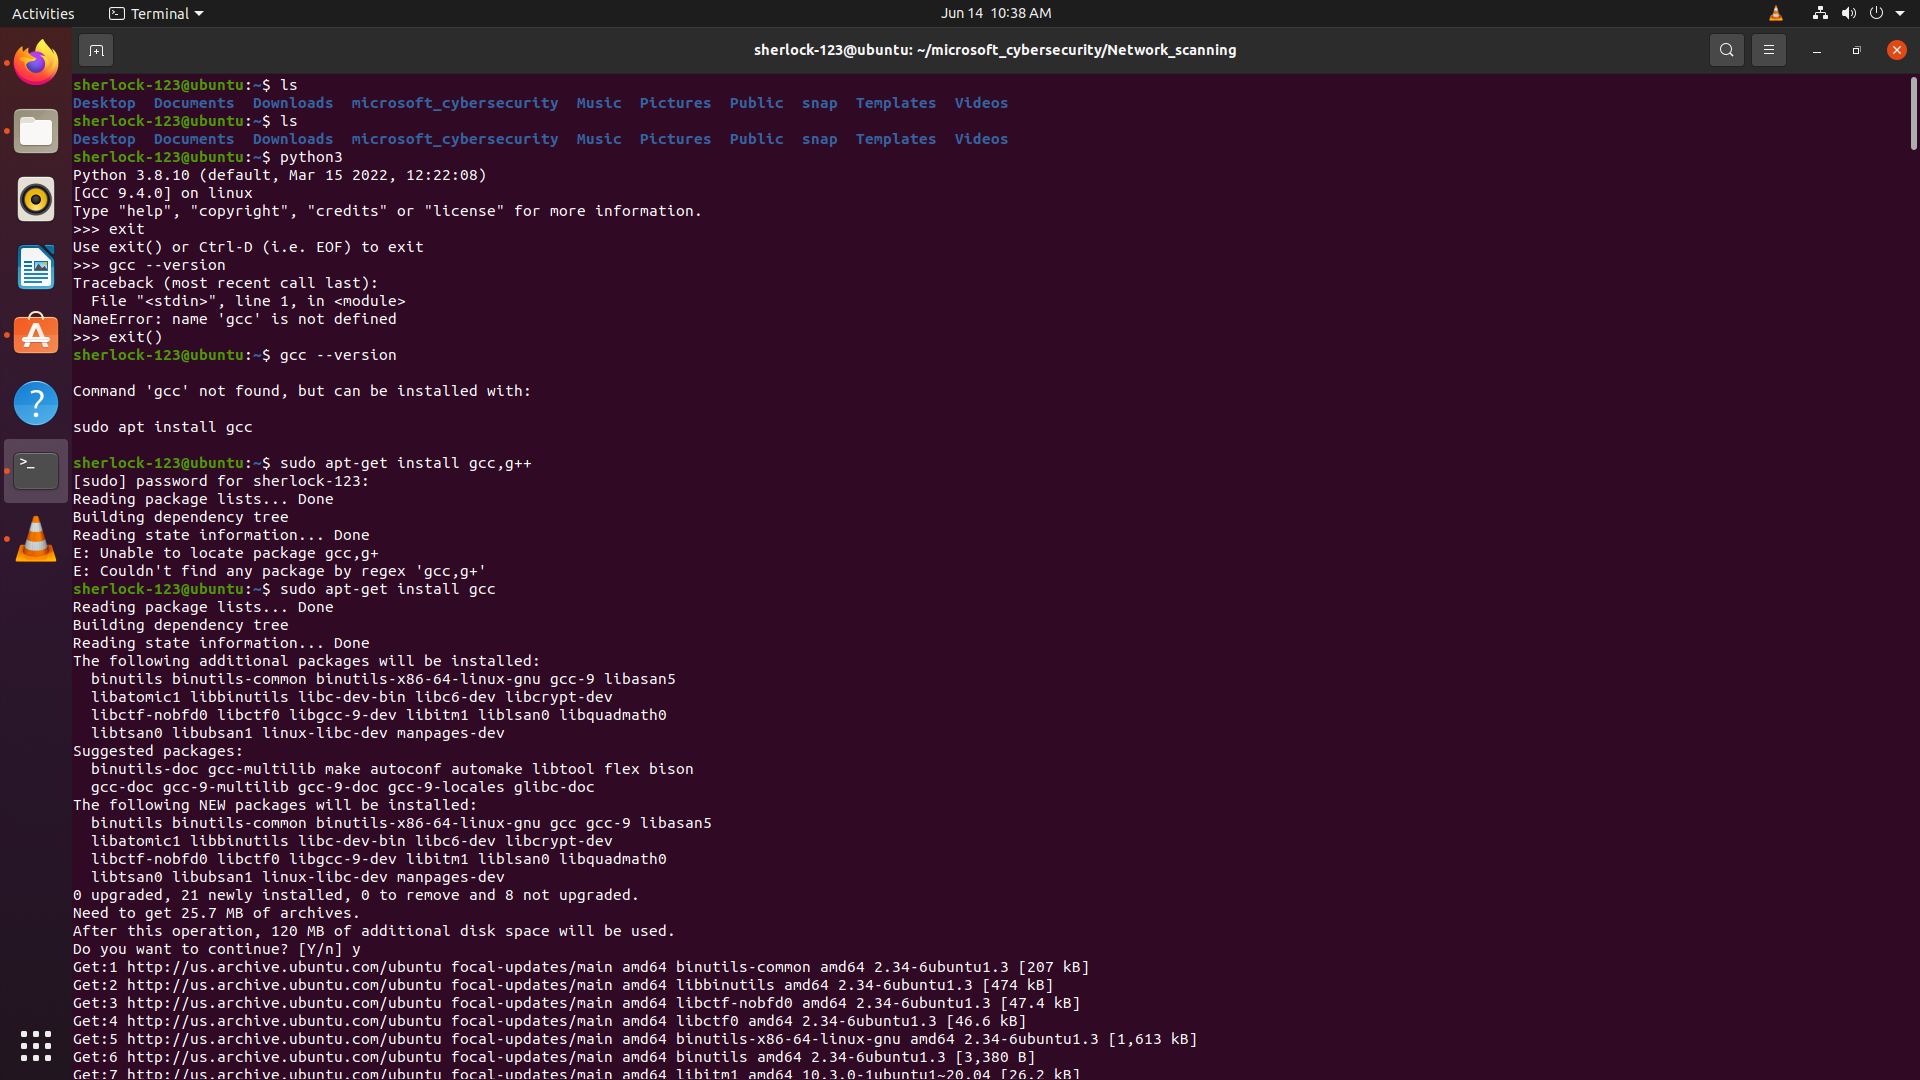 Activities
Terminal
Jun 14  10:38 AM
sherlock-123@ubuntu: ~/microsoft_cybersecurity/Network_scanning
sherlock-123@ubuntu:~$ ls
Desktop  Documents  Downloads  microsoft_cybersecurity  Music  Pictures  Public  snap  Templates  Videos
sherlock-123@ubuntu:~$ ls
Desktop  Documents  Downloads  microsoft_cybersecurity  Music  Pictures  Public  snap  Templates  Videos
sherlock-123@ubuntu:~$ python3
Python 3.8.10 (default, Mar 15 2022, 12:22:08)
[GCC 9.4.0] on linux
Type "help", "copyright", "credits" or "license" for more information.
>>> exit
Use exit() or Ctrl-D (i.e. EOF) to exit
>>> gcc --version
Traceback (most recent call last):
  File "<stdin>", line 1, in <module>
NameError: name 'gcc' is not defined
>>> exit()
sherlock-123@ubuntu:~$ gcc --version
Command 'gcc' not found, but can be installed with:
sudo apt install gcc
sherlock-123@ubuntu:~$ sudo apt-get install gcc,g++
[sudo] password for sherlock-123:
Reading package lists... Done
Building dependency tree
Reading state information... Done
E: Unable to locate package gcc,g+
E: Couldn't find any package by regex 'gcc,g+'
sherlock-123@ubuntu:~$ sudo apt-get install gcc
Reading package lists... Done
Building dependency tree
Reading state information... Done
The following additional packages will be installed:
  binutils binutils-common binutils-x86-64-linux-gnu gcc-9 libasan5
  libatomic1 libbinutils libc-dev-bin libc6-dev libcrypt-dev
  libctf-nobfd0 libctf0 libgcc-9-dev libitm1 liblsan0 libquadmath0
  libtsan0 libubsan1 linux-libc-dev manpages-dev
Suggested packages:
  binutils-doc gcc-multilib make autoconf automake libtool flex bison
  gcc-doc gcc-9-multilib gcc-9-doc gcc-9-locales glibc-doc
The following NEW packages will be installed:
  binutils binutils-common binutils-x86-64-linux-gnu gcc gcc-9 libasan5
  libatomic1 libbinutils libc-dev-bin libc6-dev libcrypt-dev
  libctf-nobfd0 libctf0 libgcc-9-dev libitm1 liblsan0 libquadmath0
  libtsan0 libubsan1 linux-libc-dev manpages-dev
0 upgraded, 21 newly installed, 0 to remove and 8 not upgraded.
Need to get 25.7 MB of archives.
After this operation, 120 MB of additional disk space will be used.
Do you want to continue? [Y/n] y
Get:1 http://us.archive.ubuntu.com/ubuntu focal-updates/main amd64 binutils-common amd64 2.34-6ubuntu1.3 [207 kB]
Get:2 http://us.archive.ubuntu.com/ubuntu focal-updates/main amd64 libbinutils amd64 2.34-6ubuntu1.3 [474 kB]
Get:3 http://us.archive.ubuntu.com/ubuntu focal-updates/main amd64 libctf-nobfd0 amd64 2.34-6ubuntu1.3 [47.4 kB]
Get:4 http://us.archive.ubuntu.com/ubuntu focal-updates/main amd64 libctf0 amd64 2.34-6ubuntu1.3 [46.6 kB]
Get:5 http://us.archive.ubuntu.com/ubuntu focal-updates/main amd64 binutils-x86-64-linux-gnu amd64 2.34-6ubuntu1.3 [1,613 kB]
Get:6 http://us.archive.ubuntu.com/ubuntu focal-updates/main amd64 binutils amd64 2.34-6ubuntu1.3 [3,380 B]
Get:7 http://us.archive.ubuntu.com/ubuntu focal-updates/main amd64 libitm1 amd64 10.3.0-1ubuntu1~20.04 [26.2 kB]